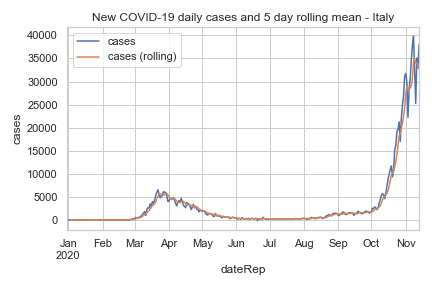 New COVID-19 daily cases and 5 day rolling mean - Italy
cases
cases (rolling)
40000
35000
30000
25000
20000
15000
10000
5000
0
cases
Jan Feb Mar Apr May Jun Jul Aug Sep Oct Nov
2020
dateRep